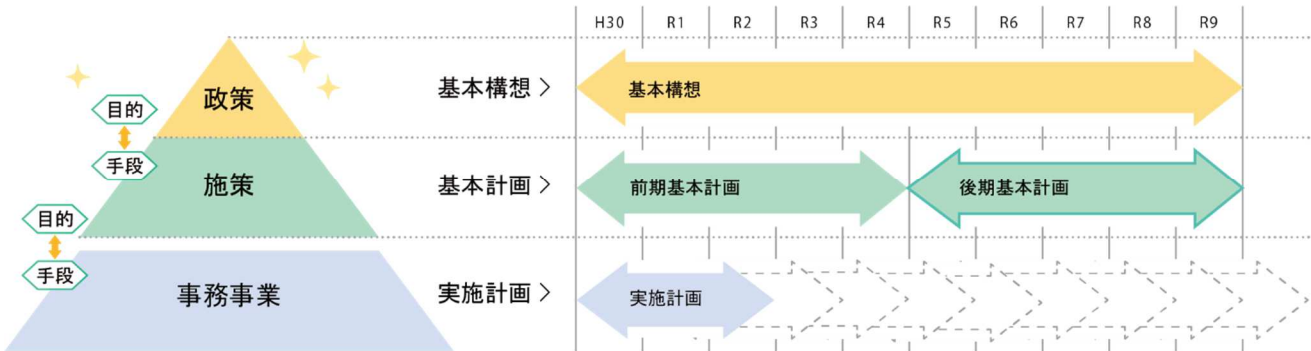 H30 R1 R2 R3 R4 R5 R6 R7 R8 R9
政策
基本構想 >
基本構想
目的
手段
施策
基本計画 >
前期基本計画
後期基本計画
目的
手段
事務事業
実施計画 >
実施計画